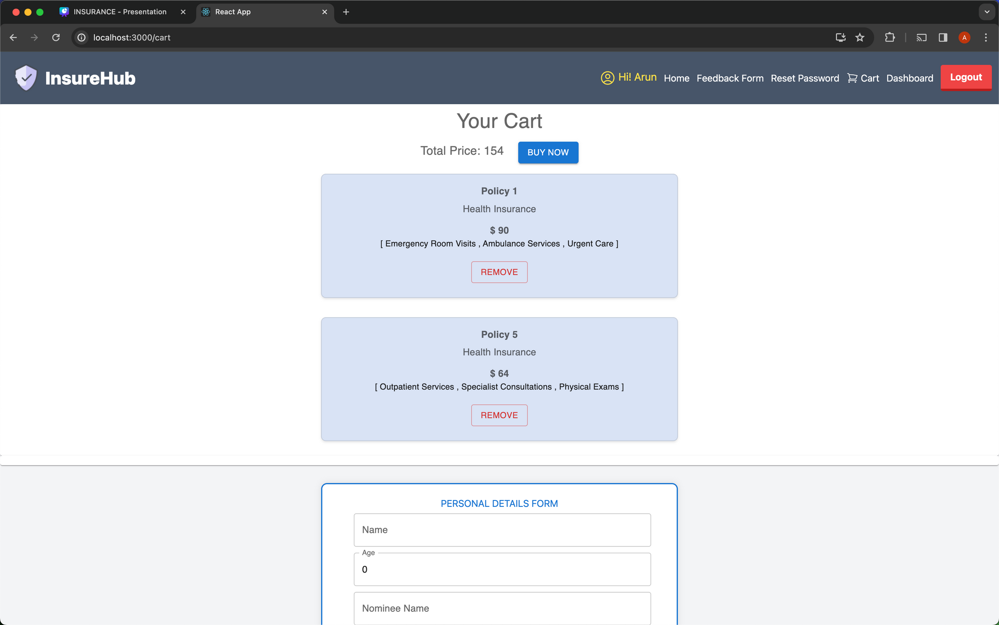 INSURANCE - Presentation
React App
localhost:3000/cart
A
InsureHub
Hi! Arun Home Feedback Form Reset Password Cart Dashboard Logout
Your Cart
Total Price: 154 BUY NOW
Policy 1
Health Insurance
$ 90
[ Emergency Room Visits , Ambulance Services , Urgent Care ]
REMOVE
Policy 5
Health Insurance
$ 64
[ Outpatient Services , Specialist Consultations , Physical Exams ]
REMOVE
PERSONAL DETAILS FORM
Name
Age
0
Nominee Name